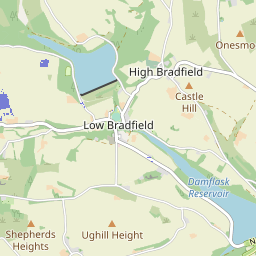 Onesmo
High Bradfield
Castle
Hill
Low Bradfield
Damflask
Reservoir
Shepherds
Heights
Ughill Height
N